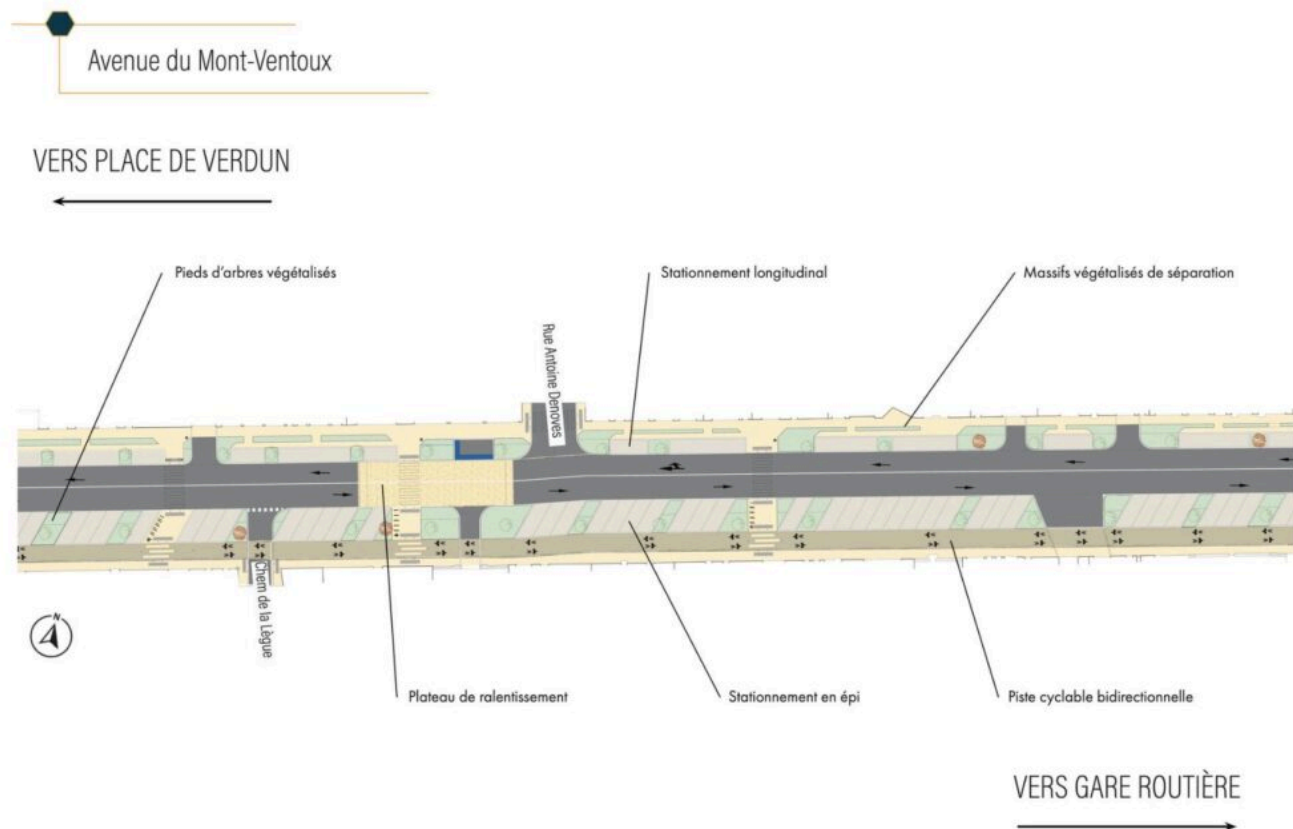 Avenue du Mont-Ventoux
VERS PLACE DE VERDUN
Pieds d'arbres végétalisés
Stationnement longitudinal
Massifs végétalisés de séparation
Rue Antoine Denoves
Chem de la Lègue
N
Plateau de ralentissement
Stationnement en épi
Piste cyclable bidirectionnelle
VERS GARE ROUTIÈRE